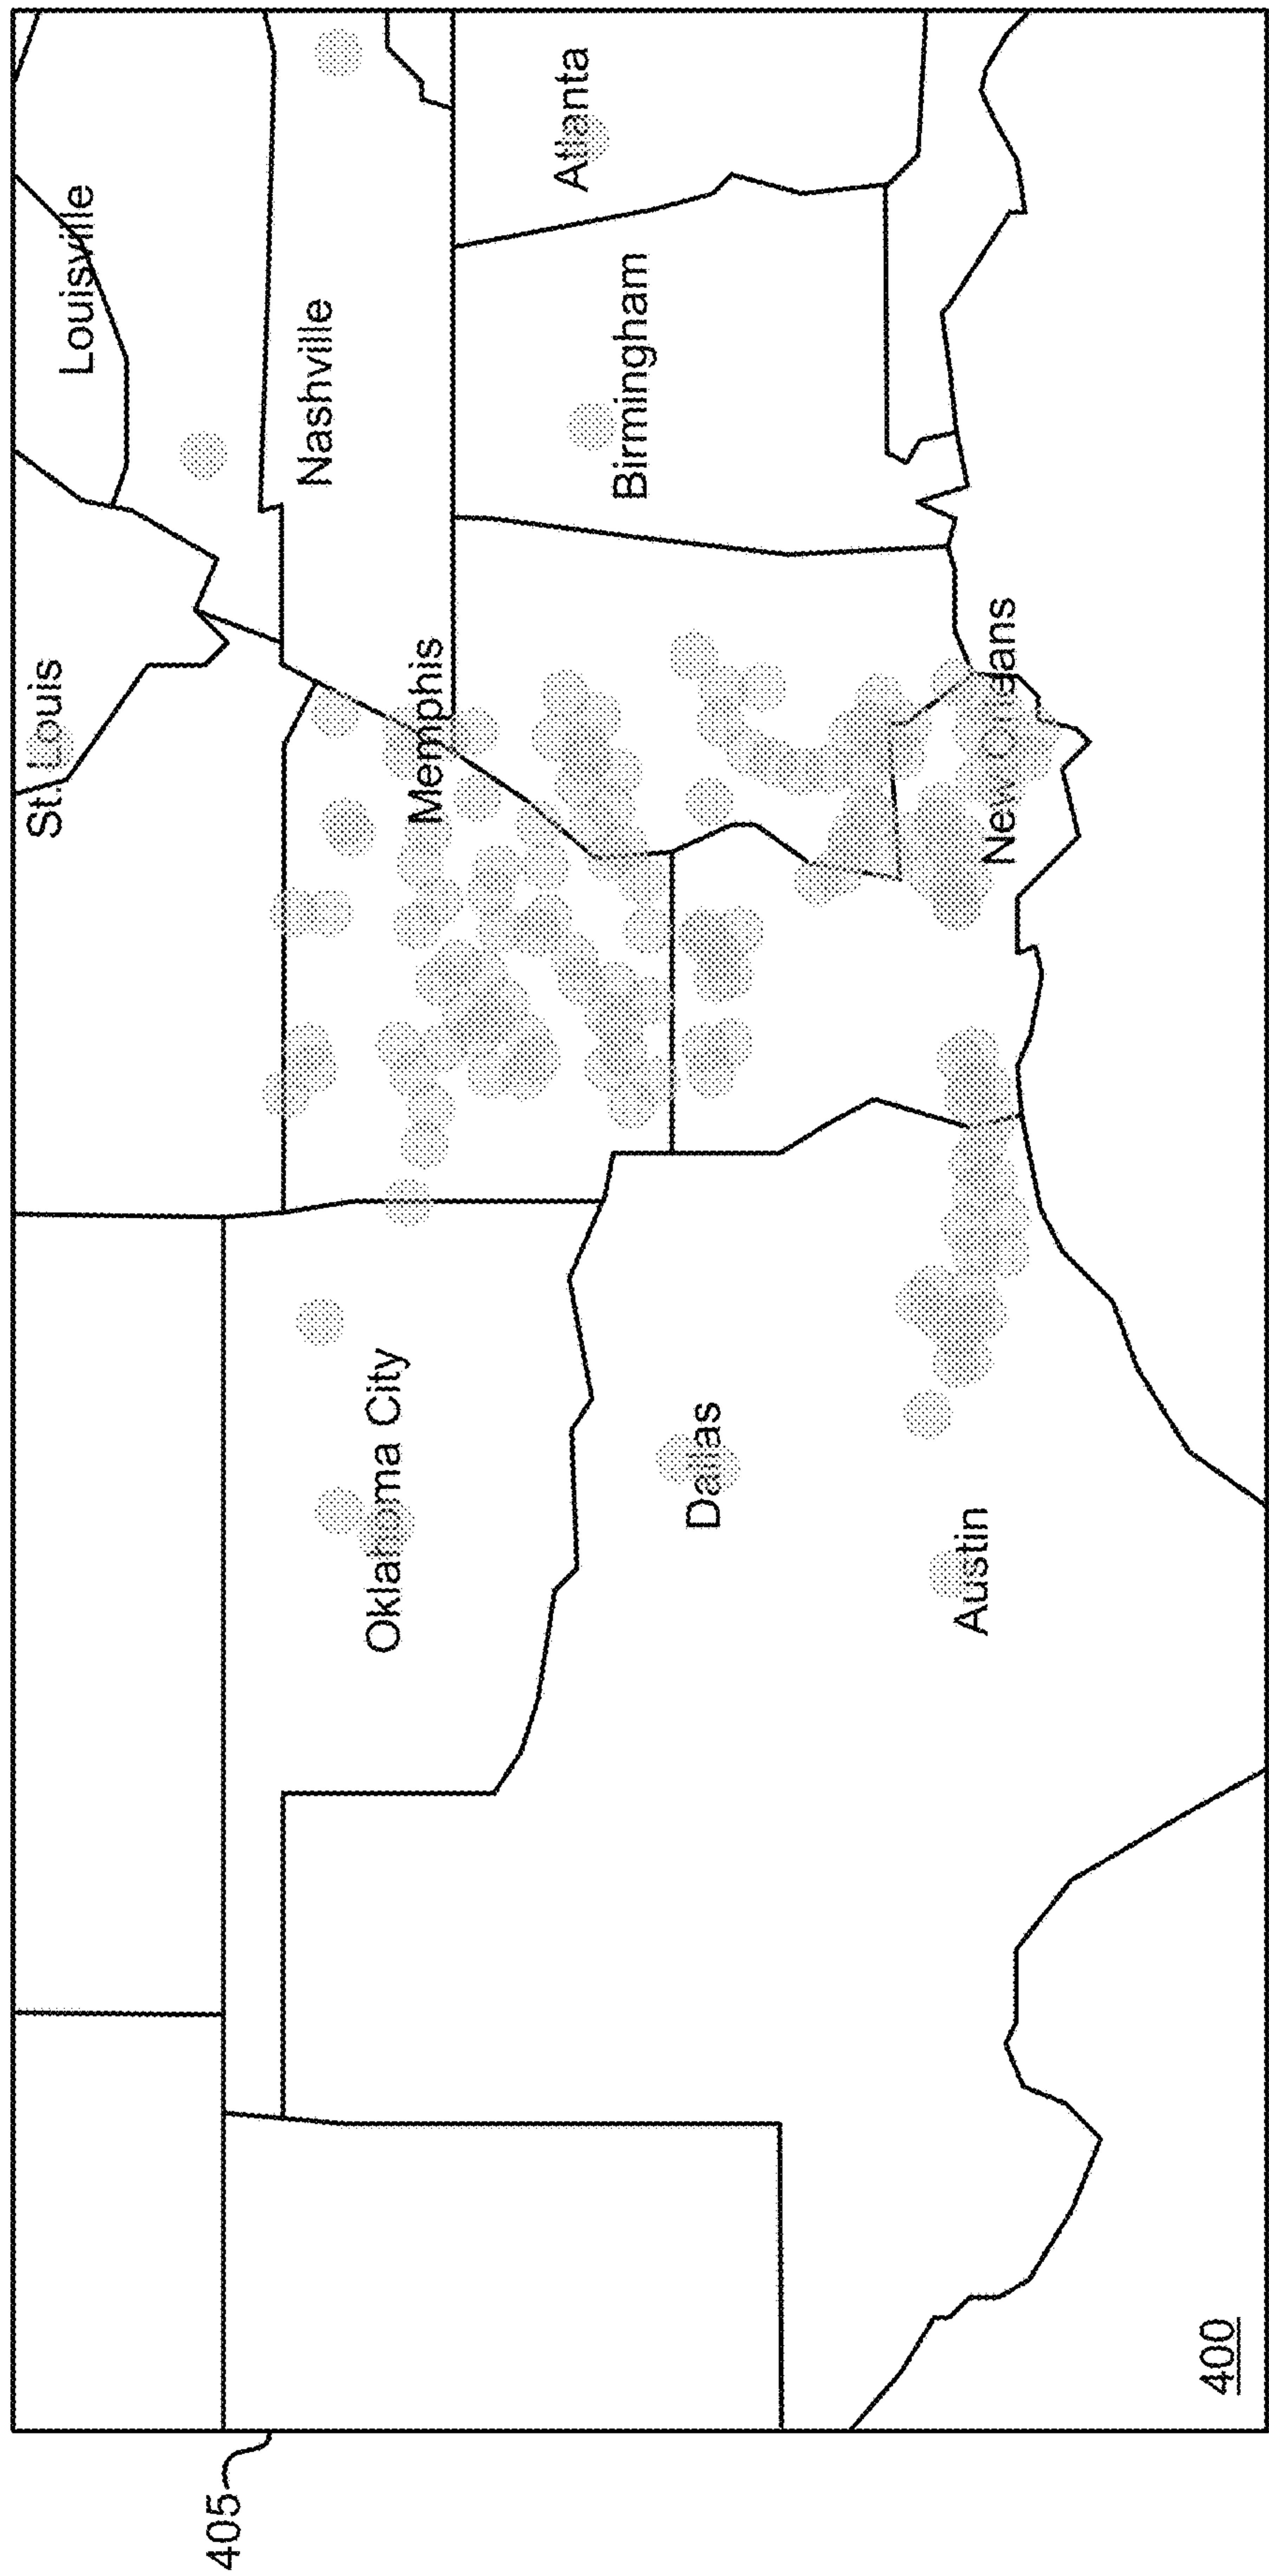 St. Louis
Louisville
405
Nashville
Oklahoma City
Memphis
Atlanta
Birmingham
Dallas
Austin
New Orleans
400